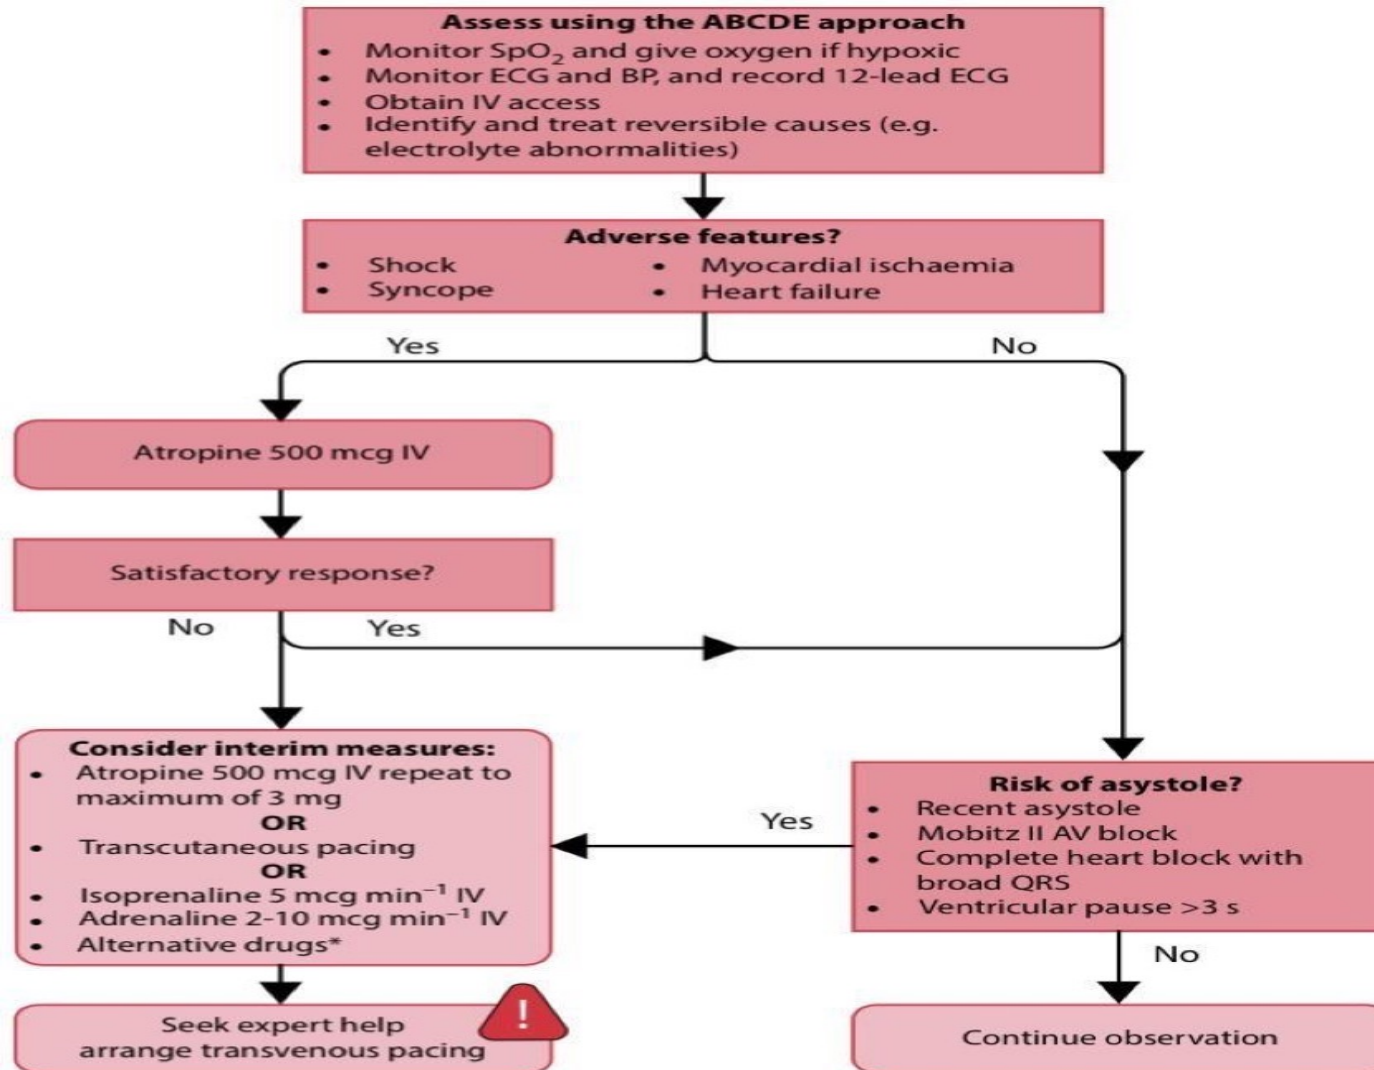 Assess using the ABCDE approach
• Monitor SpO₂ and give oxygen if hypoxic
• Monitor ECG and BP, and record 12-lead ECG
• Obtain IV access
• Identify and treat reversible causes (e.g.
electrolyte abnormalities)
Adverse features?
• Shock
• Syncope
• Myocardial ischaemia
• Heart failure
Yes
No
Atropine 500 mcg IV
Satisfactory response?
No
Yes
Consider interim measures:
• Atropine 500 mcg IV repeat to
maximum of 3 mg
OR
• Transcutaneous pacing
OR
• Isoprenaline 5 mcg min⁻¹ IV
• Adrenaline 2-10 mcg min⁻¹ IV
• Alternative drugs*
Yes
Risk of asystole?
• Recent asystole
• Mobitz II AV block
• Complete heart block with
broad QRS
• Ventricular pause >3 s
No
Seek expert help
arrange transvenous pacing
!
Continue observation